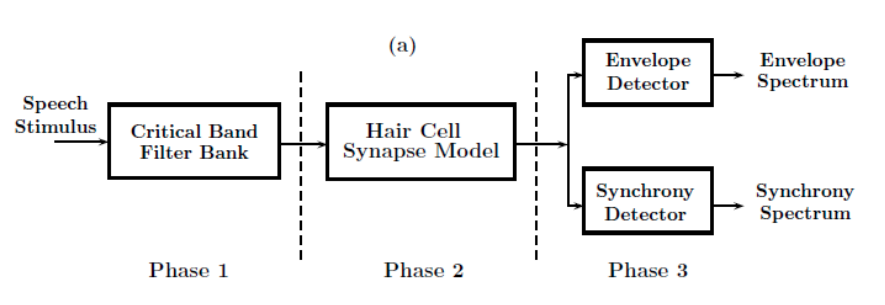 (a)
Speech
Stimulus
Critical Band
Filter Bank
Hair Cell
Synapse Model
Envelope
Detector
Envelope
Spectrum
Synchrony
Detector
Synchrony
Spectrum
Phase 1
Phase 2
Phase 3